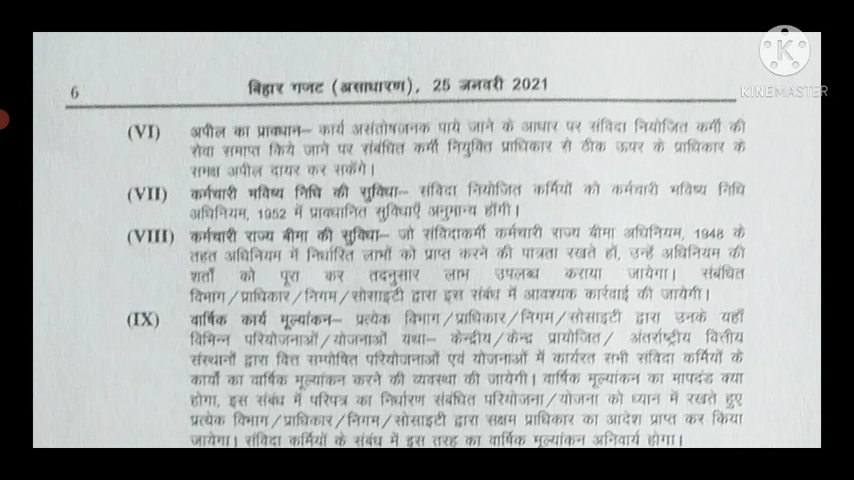 KINEMASTER
6 बिहार गजट (असाधारण), 25 जनवरी 2021
(VI) अपील का प्रावधान– कार्य असंतोषजनक पाये जाने के आधार पर संविदा नियोजित कर्मी की
सेवा समाप्त किये जाने पर संबंधित कर्मी नियुक्ति प्राधिकार से ठीक ऊपर के प्राधिकार के
समक्ष अपील दायर कर सकेंगे।
(VII) कर्मचारी भविष्य निधि की सुविधा– संविदा नियोजित कर्मियों को कर्मचारी भविष्य निधि
अधिनियम, 1952 में प्रावधानित सुविधाएँ अनुमान्य होंगी।
(VIII) कर्मचारी राज्य बीमा की सुविधा– जो संविदाकर्मी कर्मचारी राज्य बीमा अधिनियम, 1948 के
तहत अधिनियम में निर्धारित लाभों को प्राप्त करने की पात्रता रखते हों, उन्हें अधिनियम की
शर्तों को पूरा कर तदनुसार लाभ उपलब्ध कराया जायेगा। संबंधित
विभाग/प्राधिकार/निगम/सोसाइटी द्वारा इस संबंध में आवश्यक कार्रवाई की जायेगी।
(IX) वार्षिक कार्य मूल्यांकन– प्रत्येक विभाग/प्राधिकार/निगम/सोसाइटी द्वारा उनके यहाँ
विभिन्न परियोजनाओं/योजनाओं यथा– केन्द्रीय/केन्द्र प्रायोजित/ अंतर्राष्ट्रीय वित्तीय
संस्थानों द्वारा वित्त सम्पोषित परियोजनाओं एवं योजनाओं में कार्यरत सभी संविदा कर्मियों के
कार्यों का वार्षिक मूल्यांकन करने की व्यवस्था की जायेगी। वार्षिक मूल्यांकन का मापदंड क्या
होगा, इस संबंध में परिपत्र का निर्धारण संबंधित परियोजना/योजना को ध्यान में रखते हुए
प्रत्येक विभाग/प्राधिकार/निगम/सोसाइटी द्वारा सक्षम प्राधिकार का आदेश प्राप्त कर किया
जायेगा। संविदा कर्मियों के संबंध में इस तरह का वार्षिक मूल्यांकन अनिवार्य होगा।